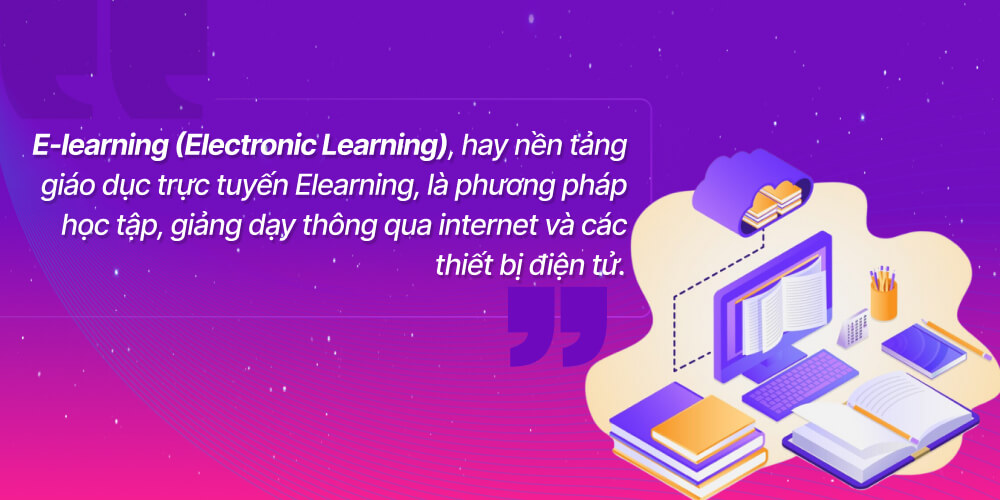 E-learning (Electronic Learning), hay nền tảng
giáo dục trực tuyến Elearning, là phương pháp
học tập, giảng dạy thông qua internet và các
thiết bị điện tử.